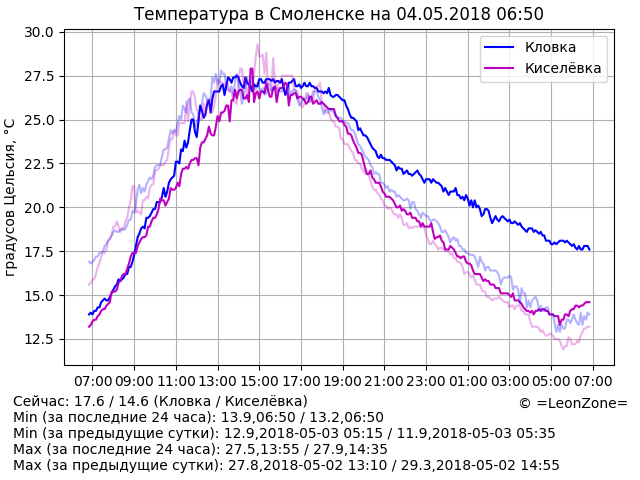 Температура в Смоленске на 04.05.2018 06:50
градусов Цельсия, °C
30.0
27.5
25.0
22.5
20.0
17.5
15.0
12.5
Кловка
Киселёвка
07:00 09:00 11:00 13:00 15:00 17:00 19:00 21:00 23:00 01:00 03:00 05:00 07:00
Сейчас: 17.6 / 14.6 (Кловка / Киселёвка)
© =LeonZone=
Min (за последние 24 часа): 13.9,06:50 / 13.2,06:50
Min (за предыдущие сутки): 12.9,2018-05-03 05:15 / 11.9,2018-05-03 05:35
Max (за последние 24 часа): 27.5,13:55 / 27.9,14:35
Max (за предыдущие сутки): 27.8,2018-05-02 13:10 / 29.3,2018-05-02 14:55